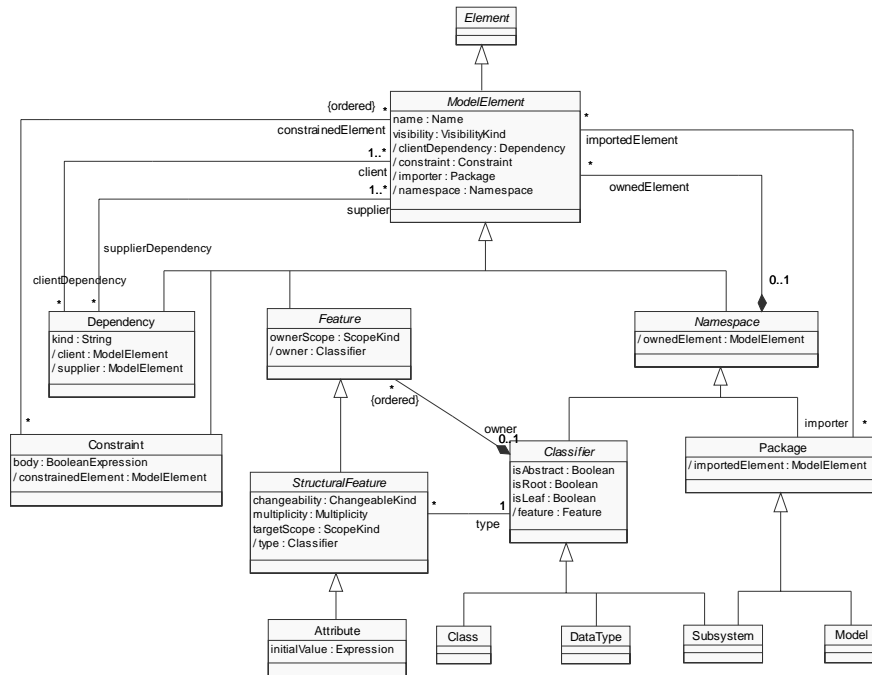 Element
ModelElement
name : Name
visibility : VisibilityKind
/ clientDependency : Dependency
/ constraint : Constraint
/ importer : Package
/ namespace : Namespace
{ordered} *
constrainedElement
1..*
client
1..*
supplier
*
importedElement
*
ownedElement
supplierDependency
clientDependency
*
*
0..1
Dependency
kind : String
/ client : ModelElement
/ supplier : ModelElement
Feature
ownerScope : ScopeKind
/ owner : Classifier
Namespace
/ ownedElement : ModelElement
*
{ordered}
owner
0..1
importer *
*
Constraint
body : BooleanExpression
/ constrainedElement : ModelElement
Classifier
isAbstract : Boolean
isRoot : Boolean
isLeaf : Boolean
/ feature : Feature
Package
/ importedElement : ModelElement
StructuralFeature
changeability : ChangeableKind
multiplicity : Multiplicity
targetScope : ScopeKind
/ type : Classifier
* 1
type
Attribute
initialValue : Expression
Class
DataType
Subsystem
Model